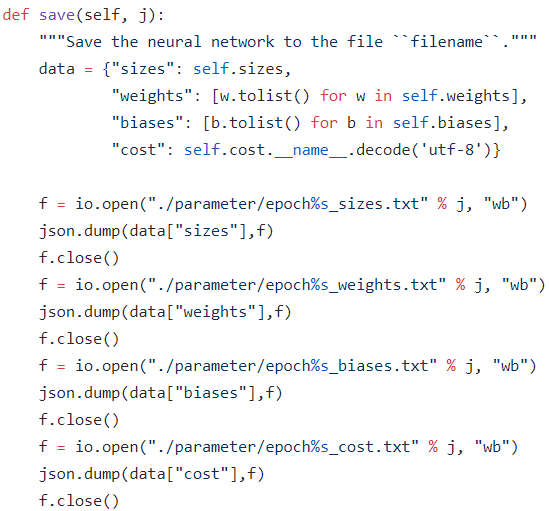 def save(self, j):
    """Save the neural network to the file ``filename``."""
    data = {"sizes": self.sizes,
            "weights": [w.tolist() for w in self.weights],
            "biases": [b.tolist() for b in self.biases],
            "cost": self.cost.__name__.decode('utf-8')}

    f = io.open("./parameter/epoch%s_sizes.txt" % j, "wb")
    json.dump(data["sizes"],f)
    f.close()
    f = io.open("./parameter/epoch%s_weights.txt" % j, "wb")
    json.dump(data["weights"],f)
    f.close()
    f = io.open("./parameter/epoch%s_biases.txt" % j, "wb")
    json.dump(data["biases"],f)
    f.close()
    f = io.open("./parameter/epoch%s_cost.txt" % j, "wb")
    json.dump(data["cost"],f)
    f.close()